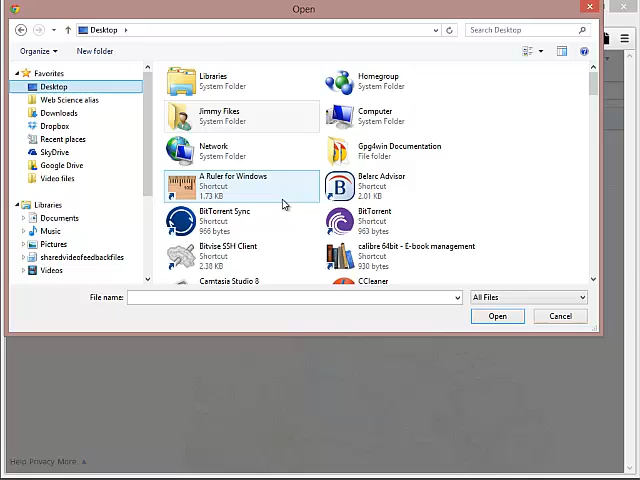 Open
Desktop
Search Desktop
Organize
New folder
Favorites
Desktop
Web Science alias
Downloads
Dropbox
Recent places
SkyDrive
Google Drive
Video files
Libraries
Documents
Music
Pictures
sharedvideofeedbackfiles
Videos
Libraries
System Folder
Homegroup
System Folder
Jimmy Fikes
System Folder
Computer
System Folder
Network
System Folder
Gpg4win Documentation
File folder
A Ruler for Windows
Shortcut
1.73 KB
Belarc Advisor
Shortcut
2.01 KB
BitTorrent Sync
Shortcut
966 bytes
BitTorrent
Shortcut
963 bytes
Bitvise SSH Client
Shortcut
2.38 KB
calibre 64bit - E-book management
Shortcut
930 bytes
Camtasia Studio 8
CCleaner
File name:
All Files
Open
Cancel
Help Privacy More